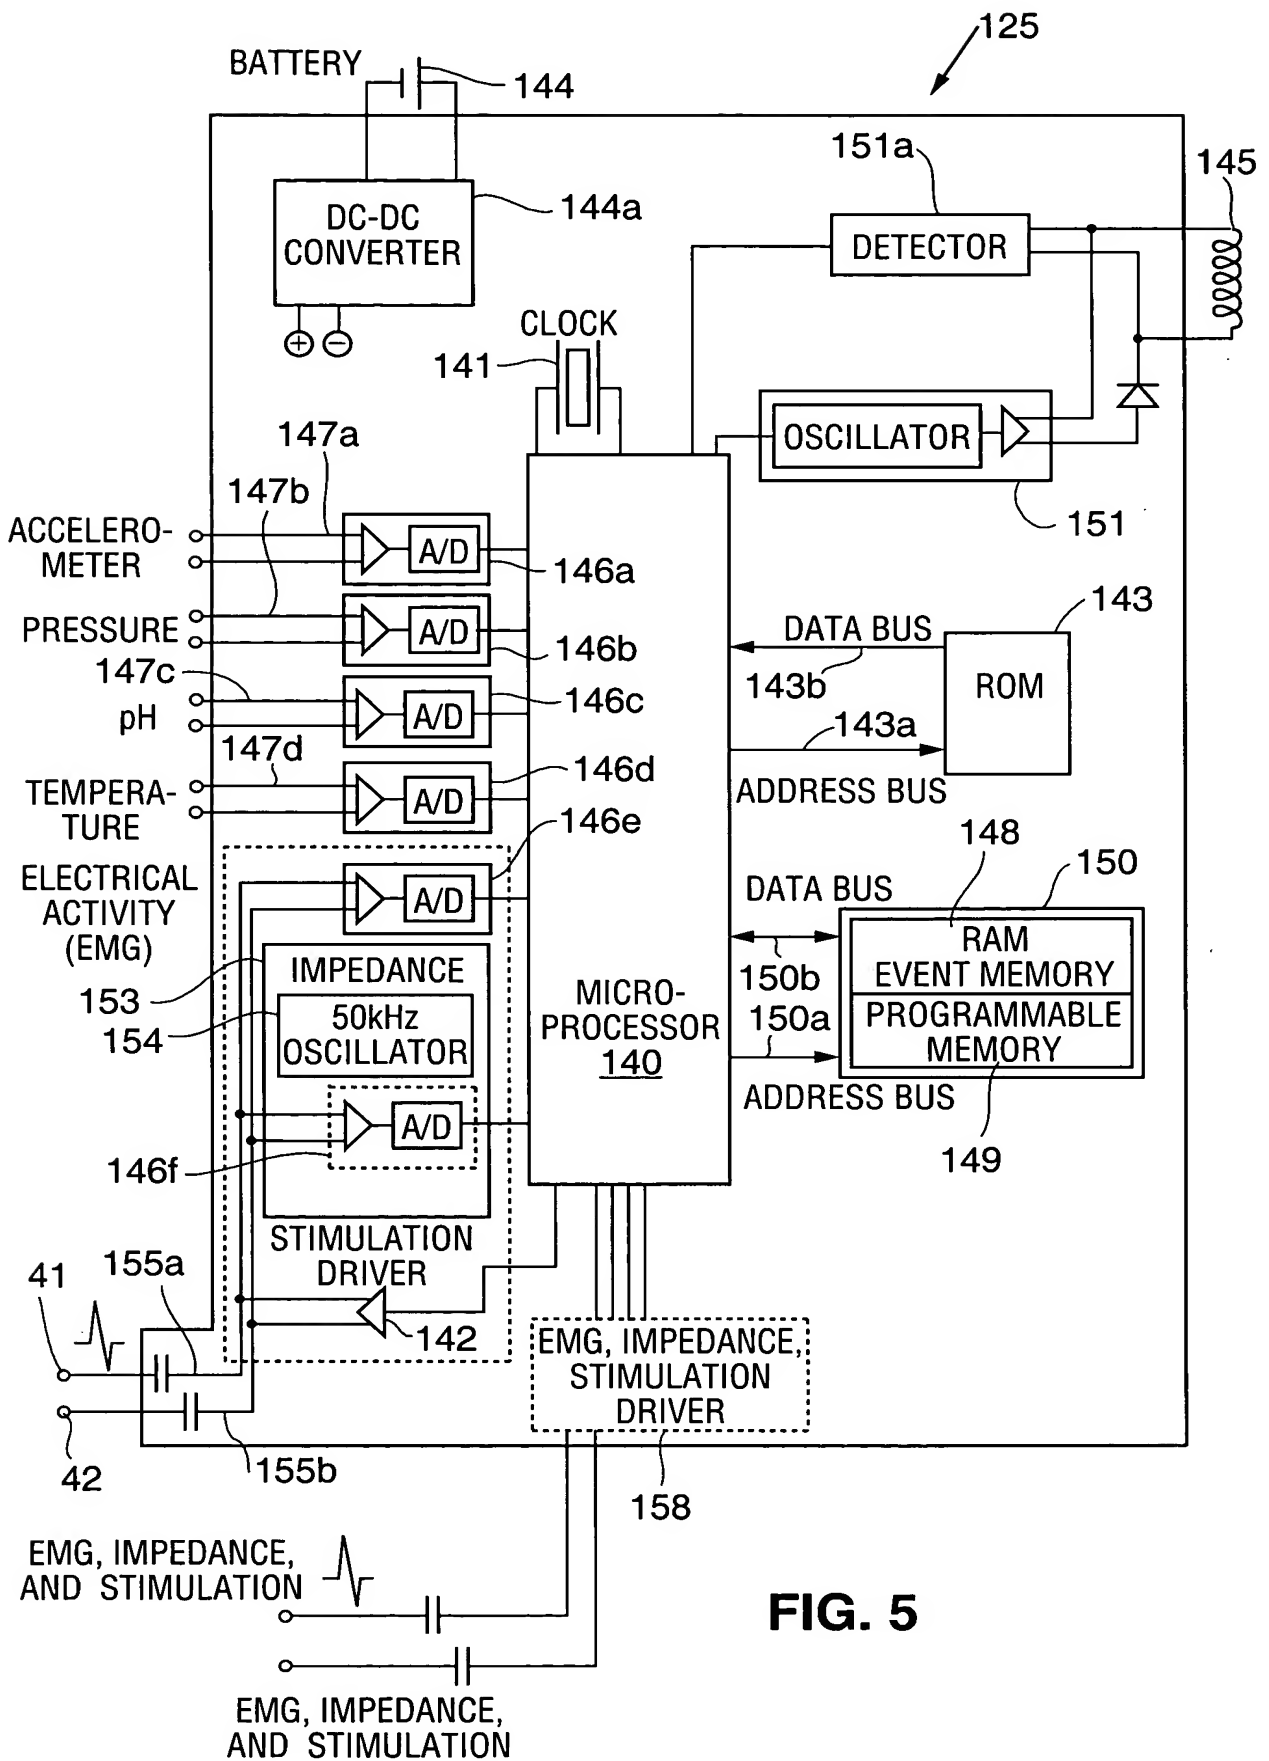 125
BATTERY
144
151a
145
DC-DC
CONVERTER
144a
DETECTOR
+
−
CLOCK
141
OSCILLATOR
151
147a
147b
ACCELERO-
METER
A/D
146a
PRESSURE
A/D
146b
147c
pH
A/D
146c
147d
TEMPERA-
TURE
A/D
146d
146e
DATA BUS
143
143b
ROM
143a
ADDRESS BUS
ELECTRICAL
ACTIVITY
(EMG)
A/D
148
150
DATA BUS
RAM
EVENT MEMORY
150b
PROGRAMMABLE
MEMORY
150a
ADDRESS BUS
149
153
IMPEDANCE
154
50kHz
OSCILLATOR
MICRO-
PROCESSOR
140
A/D
146f
STIMULATION
DRIVER
142
41
155a
42
155b
EMG, IMPEDANCE,
STIMULATION
DRIVER
158
EMG, IMPEDANCE,
AND STIMULATION
EMG, IMPEDANCE,
AND STIMULATION
FIG. 5